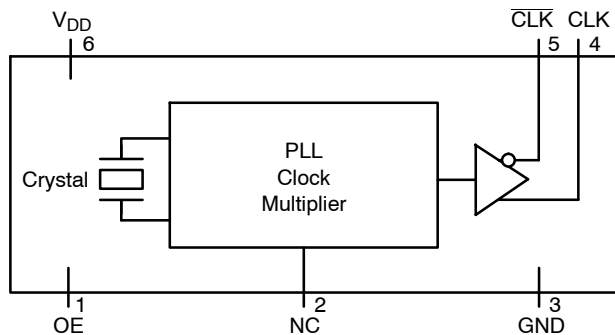 VDD
6
CLK
5
CLK
4
Crystal
PLL
Clock
Multiplier
1
OE
2
NC
3
GND